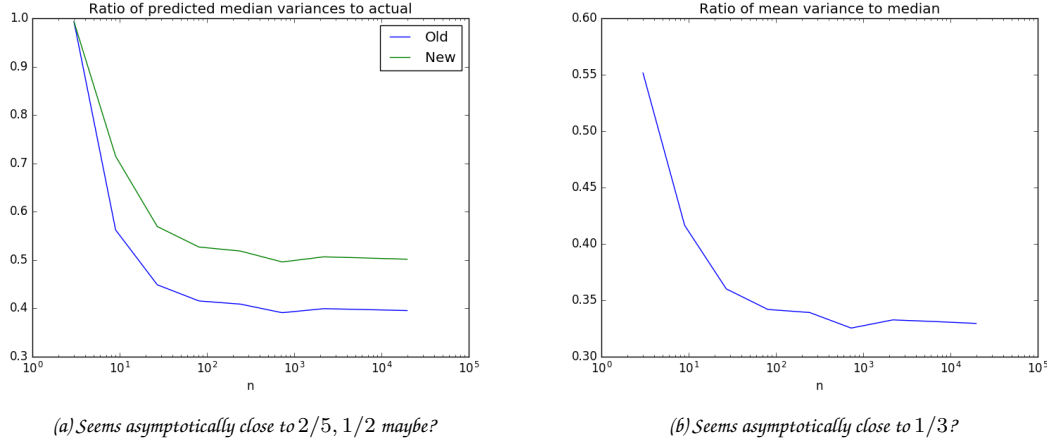 Ratio of predicted median variances to actual
1.0
0.9
0.8
0.7
0.6
0.5
0.4
0.3
Old
New
10^0 10^1 10^2 10^3 10^4 10^5
n
(a) Seems asymptotically close to 2/5, 1/2 maybe?
Ratio of mean variance to median
0.60
0.55
0.50
0.45
0.40
0.35
0.30
10^0 10^1 10^2 10^3 10^4 10^5
n
(b) Seems asymptotically close to 1/3?